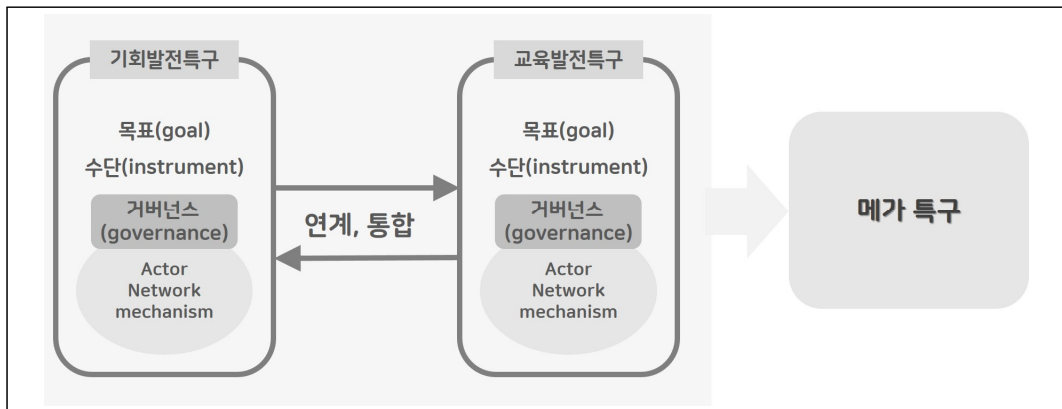 기회발전특구
목표(goal)
수단(instrument)
거버넌스
(governance)
Actor
Network
mechanism
연계, 통합
교육발전특구
목표(goal)
수단(instrument)
거버넌스
(governance)
Actor
Network
mechanism
메가 특구